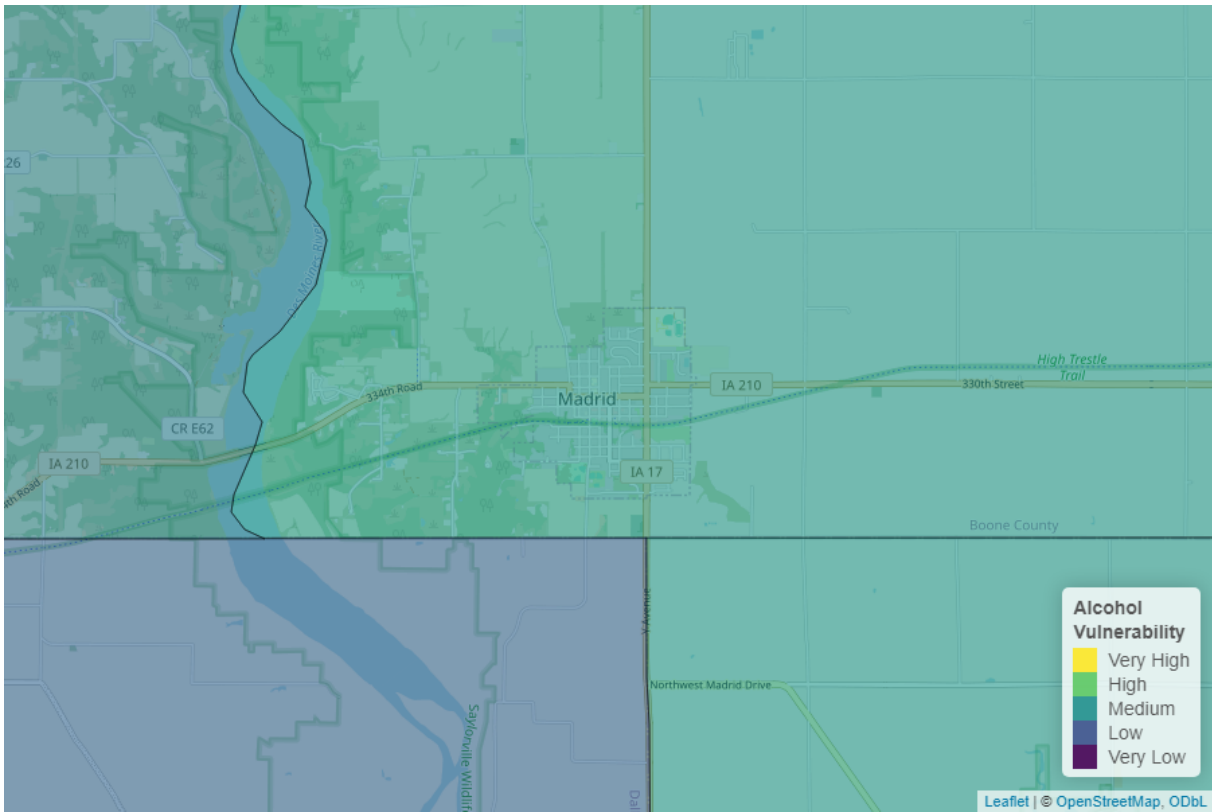 26
Des Moines River
High Trestle
Trail
334th Road
Madrid
IA 210
330th Street
CR E62
IA 210
IA 17
Boone County
Y Avenue
Northwest Madrid Drive
Saylorville
Alcohol
Vulnerability
Very High
High
Medium
Low
Very Low
Leaflet | © OpenStreetMap, ODbL